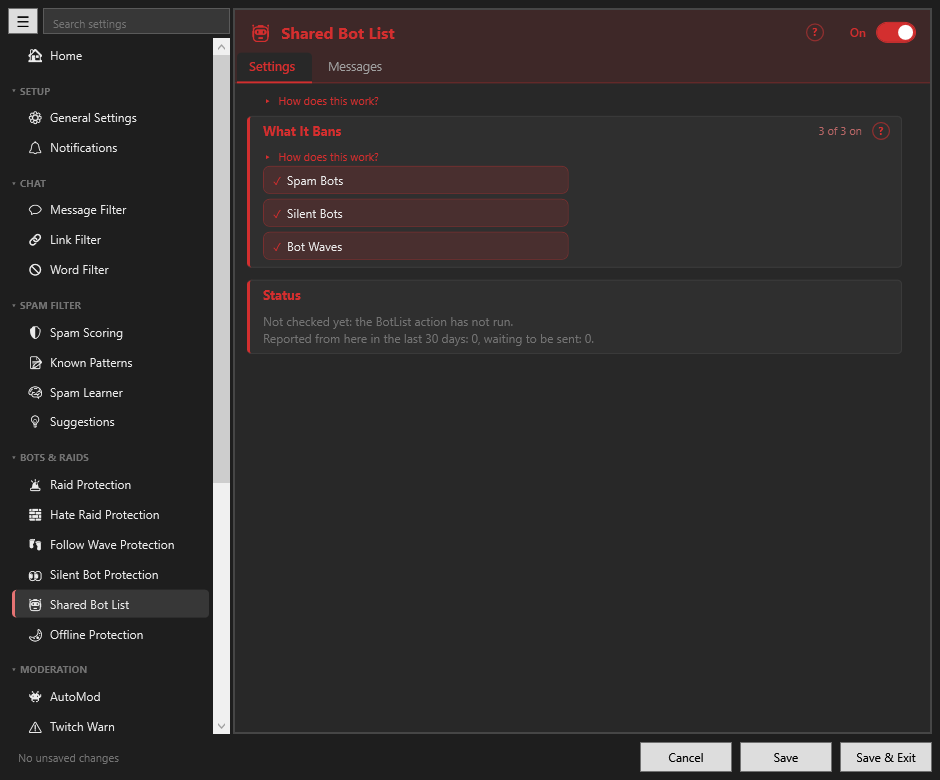 Search settings
Home
SETUP
General Settings
Notifications
CHAT
Message Filter
Link Filter
Word Filter
SPAM FILTER
Spam Scoring
Known Patterns
Spam Learner
Suggestions
BOTS & RAIDS
Raid Protection
Hate Raid Protection
Follow Wave Protection
Silent Bot Protection
Shared Bot List
Offline Protection
MODERATION
AutoMod
Twitch Warn
Shared Bot List
? On
Settings Messages
How does this work?
What It Bans 3 of 3 on ?
How does this work?
✓ Spam Bots
✓ Silent Bots
✓ Bot Waves
Status
Not checked yet: the BotList action has not run.
Reported from here in the last 30 days: 0, waiting to be sent: 0.
No unsaved changes
Cancel Save Save & Exit